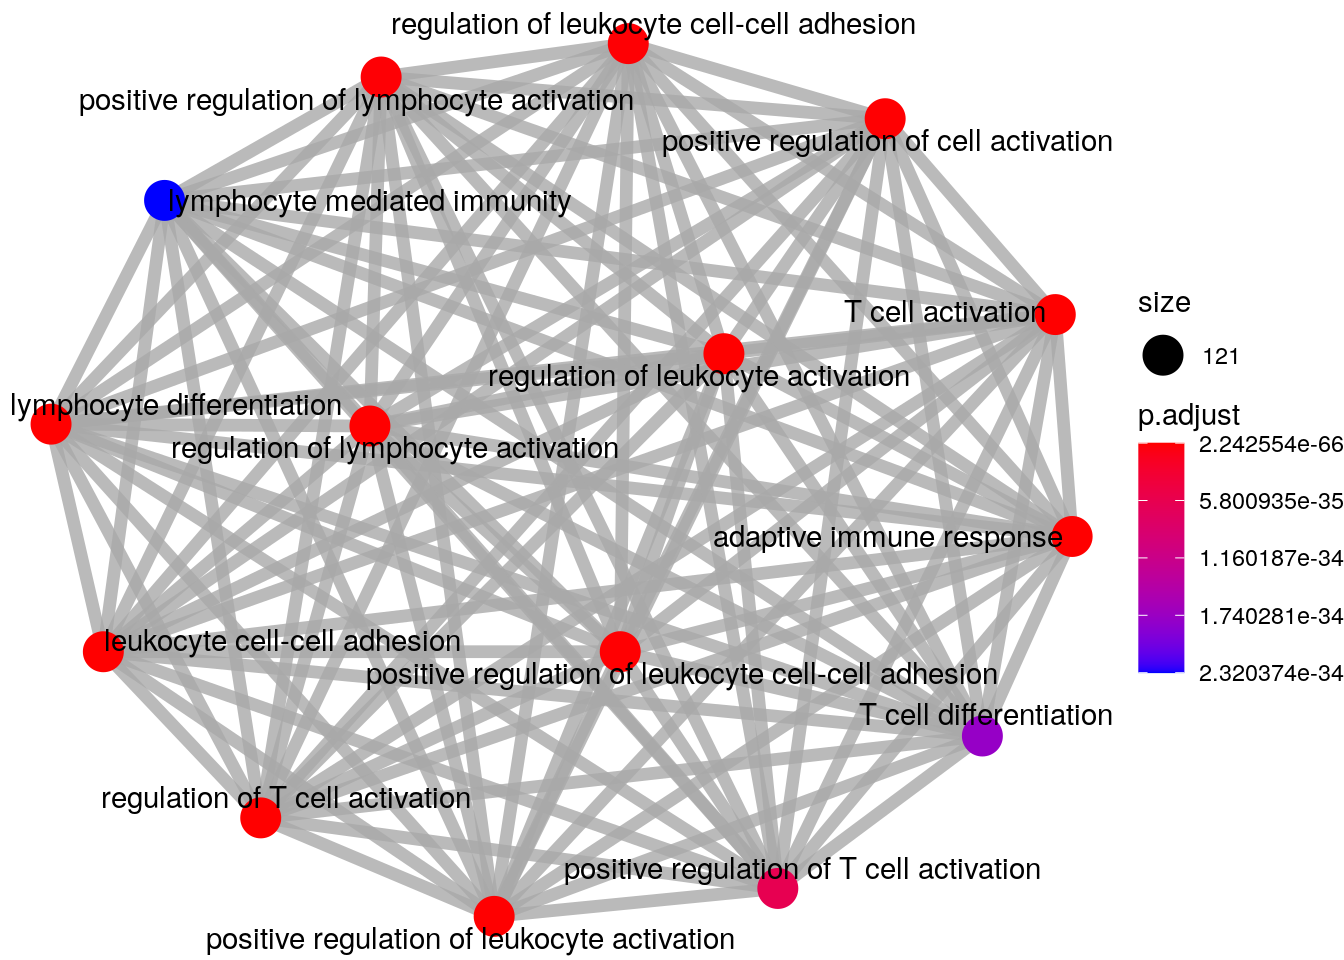 regulation of leukocyte cell-cell adhesion
positive regulation of lymphocyte activation
positive regulation of cell activation
lymphocyte mediated immunity
T cell activation
regulation of leukocyte activation
lymphocyte differentiation
regulation of lymphocyte activation
adaptive immune response
leukocyte cell-cell adhesion
positive regulation of leukocyte cell-cell adhesion
T cell differentiation
regulation of T cell activation
positive regulation of T cell activation
positive regulation of leukocyte activation
size
121
p.adjust
2.242554e-66
5.800935e-35
1.160187e-34
1.740281e-34
2.320374e-34